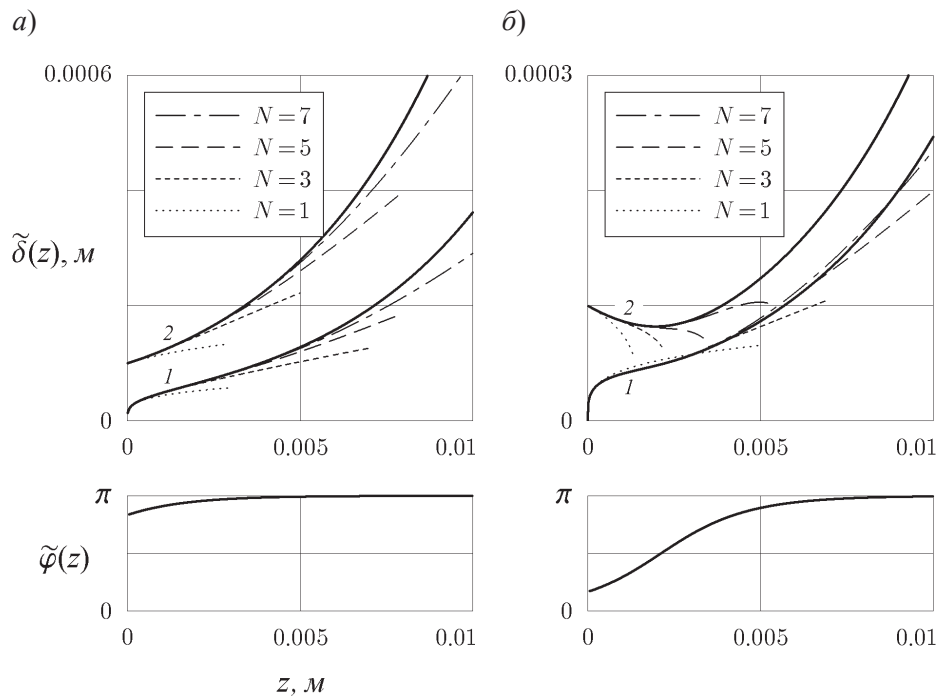 а) б)
0.0006 0.0003
N = 7 N = 7
N = 5 N = 5
N = 3 N = 3
N = 1 N = 1
δ̃(z), м
2 2
1 1
0 0
0 0.005 0.01 0 0.005 0.01
π π
φ̃(z)
0 0
0 0.005 0.01 0 0.005 0.01
z, м